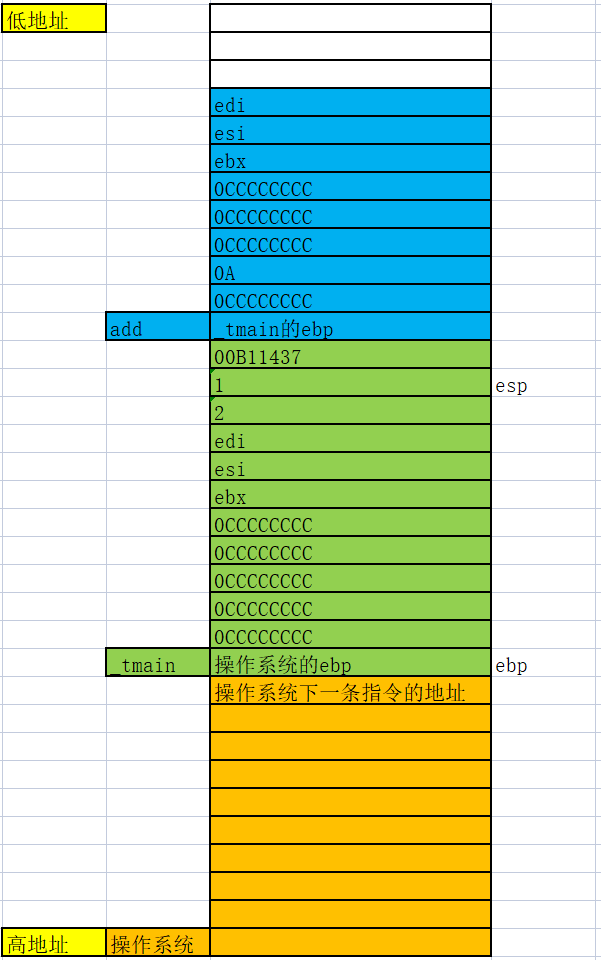 低地址
edi
esi
ebx
0CCCCCCCC
0CCCCCCCC
0CCCCCCCC
0A
0CCCCCCCC
add _tmain的ebp
00B11437
1 esp
2
edi
esi
ebx
0CCCCCCCC
0CCCCCCCC
0CCCCCCCC
0CCCCCCCC
0CCCCCCCC
_tmain 操作系统的ebp ebp
操作系统下一条指令的地址
高地址 操作系统